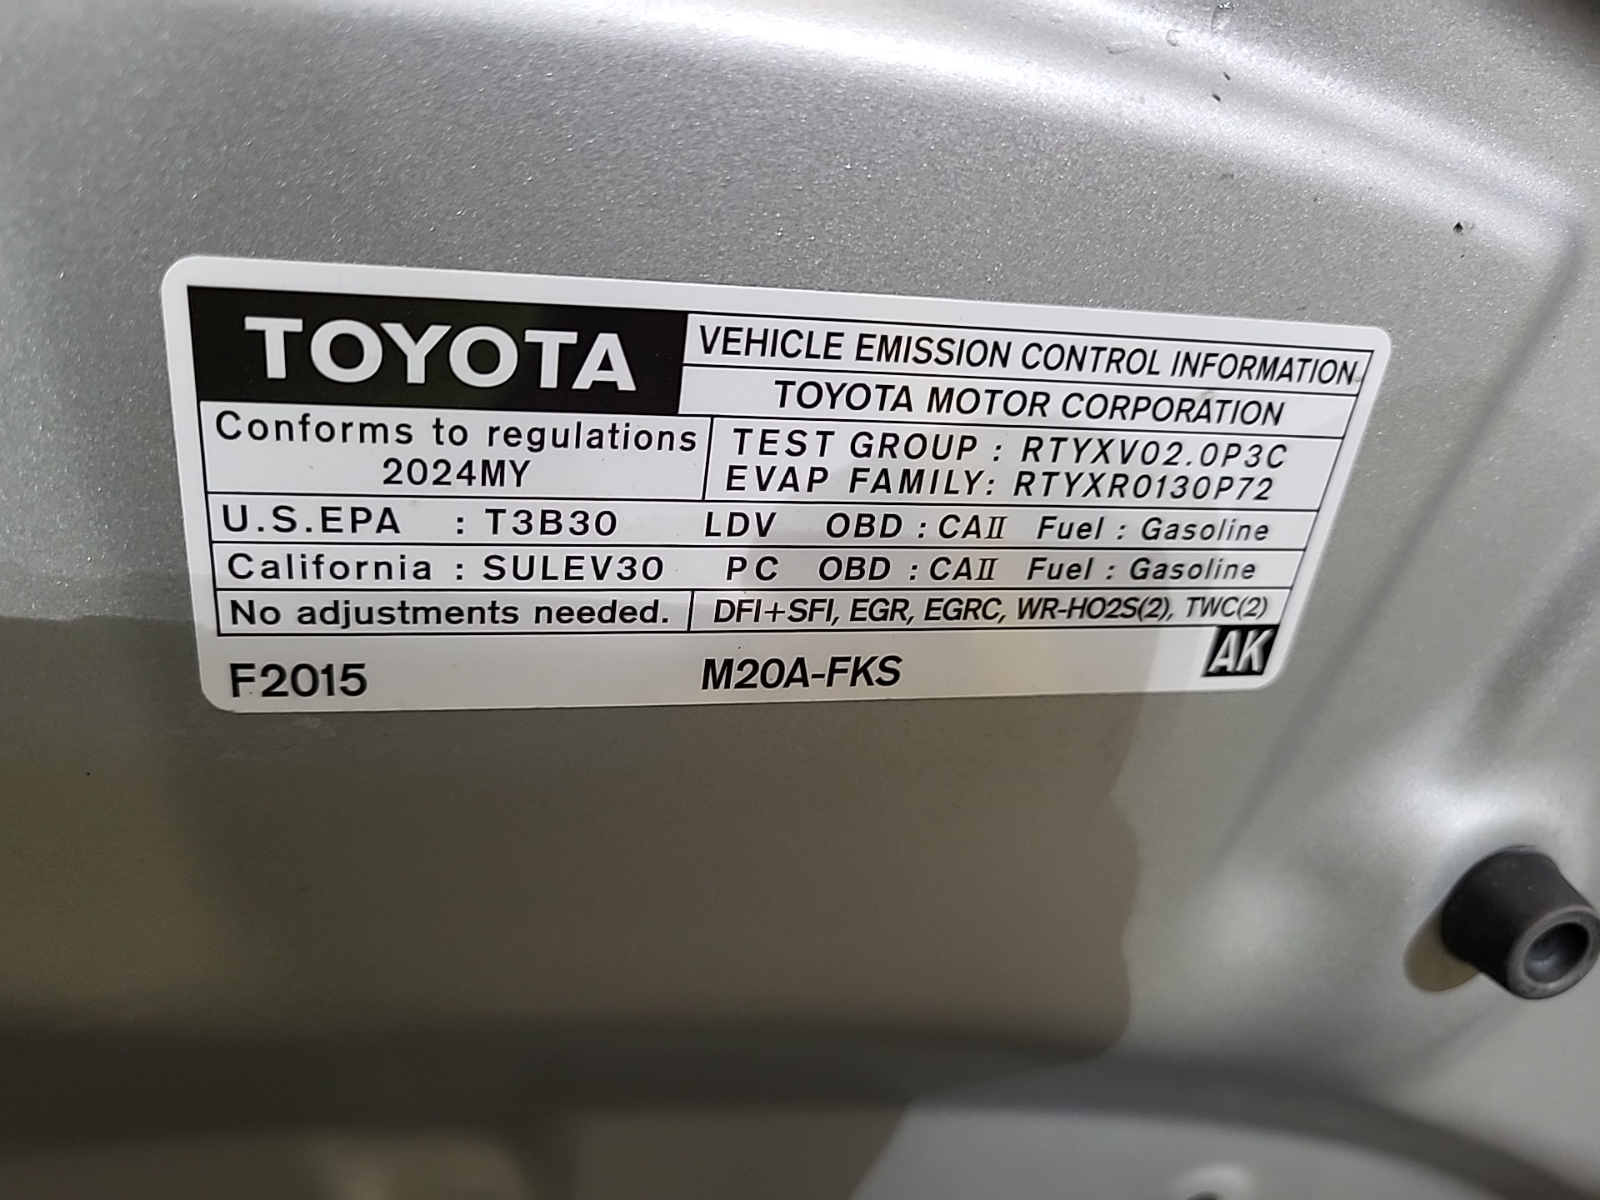 TOYOTA
VEHICLE EMISSION CONTROL INFORMATION
TOYOTA MOTOR CORPORATION
Conforms to regulations
2024MY
TEST GROUP : RTYXV02.0P3C
EVAP FAMILY: RTYXR0130P72
U.S.EPA : T3B30 LDV OBD : CAII Fuel : Gasoline
California : SULEV30 PC OBD : CAII Fuel : Gasoline
No adjustments needed. DFI+SFI, EGR, EGRC, WR-HO2S(2), TWC(2)
F2015 M20A-FKS AK